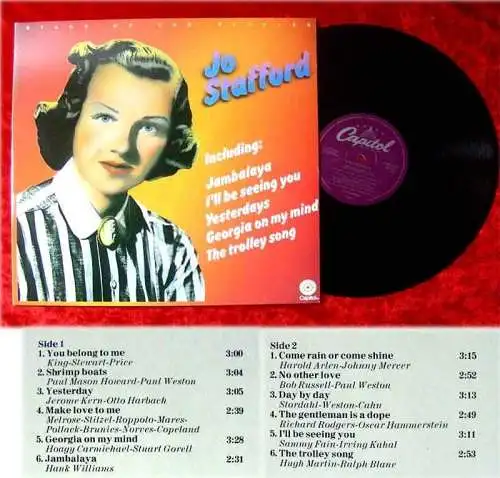 STARS OF THE FIFTIES
Jo
Stafford
Including:
Jambalaya
I'll be seeing you
Yesterdays
Georgia on my mind
The trolley song
Capitol
Capitol
Side 1
1. You belong to me 3:00
King-Stewart-Price
2. Shrimp boats 3:04
Paul Mason Howard-Paul Weston
3. Yesterday 3:05
Jerome Kern-Otto Harbach
4. Make love to me 2:39
Melrose-Stitzel-Roppolo-Mares-
Pollack-Brunies-Norves-Copeland
5. Georgia on my mind 3:28
Hoagy Carmichael-Stuart Gorell
6. Jambalaya 2:31
Hank Williams
Side 2
1. Come rain or come shine 3:15
Harold Arlen-Johnny Mercer
2. No other love 2:52
Bob Russell-Paul Weston
3. Day by day 3:13
Stordahl-Weston-Cahn
4. The gentleman is a dope 2:49
Richard Rodgers-Oscar Hammerstein
5. I'll be seeing you 3:11
Sammy Fain-Irving Kahal
6. The trolley song 2:53
Hugh Martin-Ralph Blane